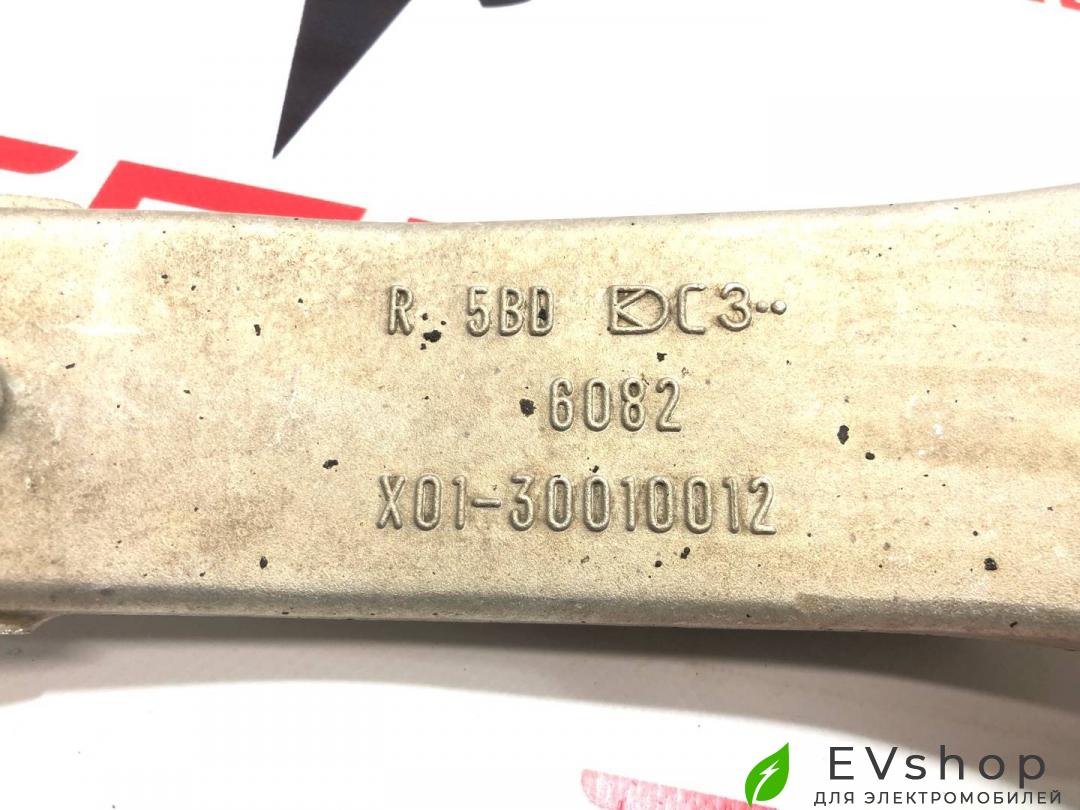 R. 5BD DC3··
6082
X01-30010012
EVshop
ДЛЯ ЭЛЕКТРОМОБИЛЕЙ